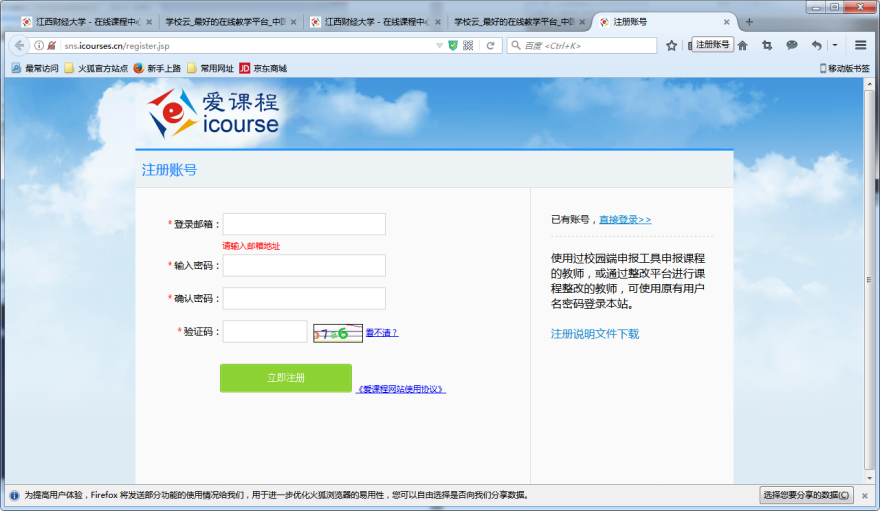 江西财经大学 - 在线课程中心
学校云_最好的在线教学平台_中国
江西财经大学 - 在线课程中心
学校云_最好的在线教学平台_中国
注册账号
sns.icourses.cn/register.jsp
百度 <Ctrl+K>
注册账号
最常访问
火狐官方站点
新手上路
常用网址
JD 京东商城
移动版书签
爱课程
icourse
注册账号
*登录邮箱：
请输入邮箱地址
*输入密码：
*确认密码：
*验证码：
看不清？
立即注册
《爱课程网站使用协议》
已有账号，直接登录>>
使用过校园端申报工具申报课程
的教师，或通过整改平台进行课
程整改的教师，可使用原有用户
名密码登录本站。
注册说明文件下载
为提高用户体验，Firefox 将发送部分功能的使用情况给我们，用于进一步优化火狐浏览器的易用性，您可以自由选择是否向我们分享数据。
选择您要分享的数据(C)